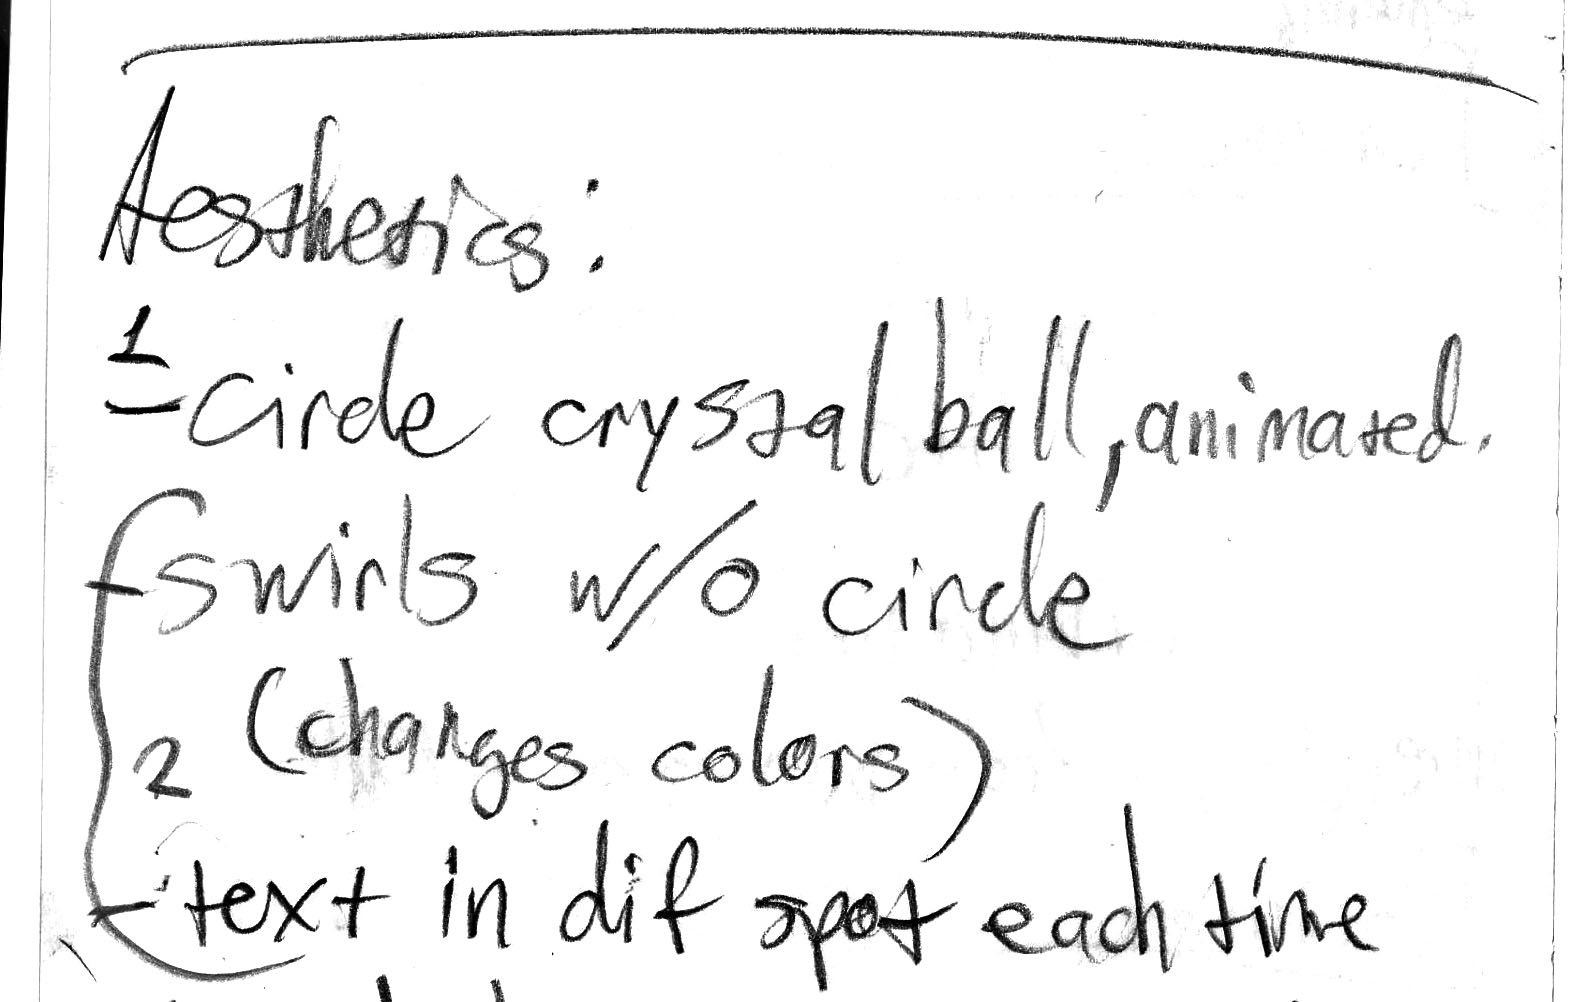 Aesthetics:
1
- circle crystal ball, animated.
- swirls w/o circle
2 (changes colors)
- text in dif spot each time